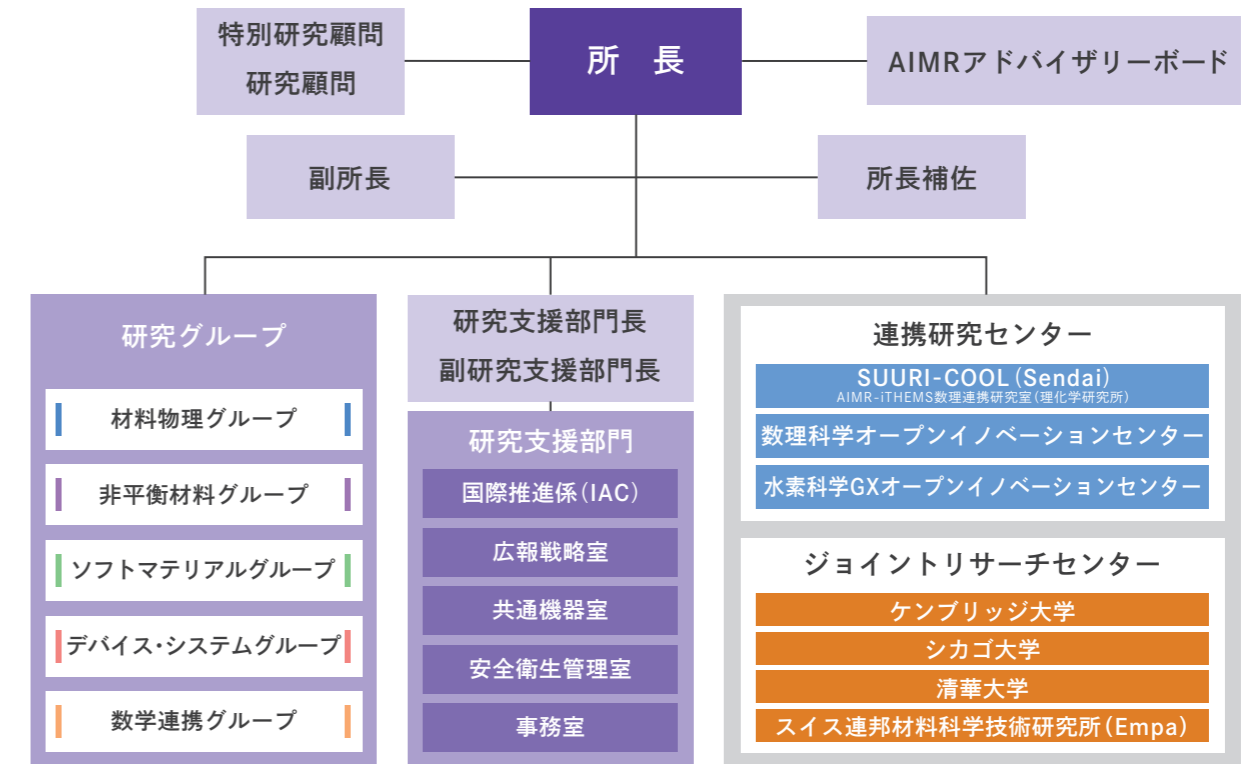 特別研究顧問
研究顧問
所 長
AIMRアドバイザリーボード
副所長
所長補佐
研究グループ
材料物理グループ
非平衡材料グループ
ソフトマテリアルグループ
デバイス・システムグループ
数学連携グループ
研究支援部門長
副研究支援部門長
研究支援部門
国際推進係(IAC)
広報戦略室
共通機器室
安全衛生管理室
事務室
連携研究センター
SUURI-COOL(Sendai)
AIMR-iTHEMS数理連携研究室(理化学研究所)
数理科学オープンイノベーションセンター
水素科学GXオープンイノベーションセンター
ジョイントリサーチセンター
ケンブリッジ大学
シカゴ大学
清華大学
スイス連邦材料科学技術研究所(Empa)